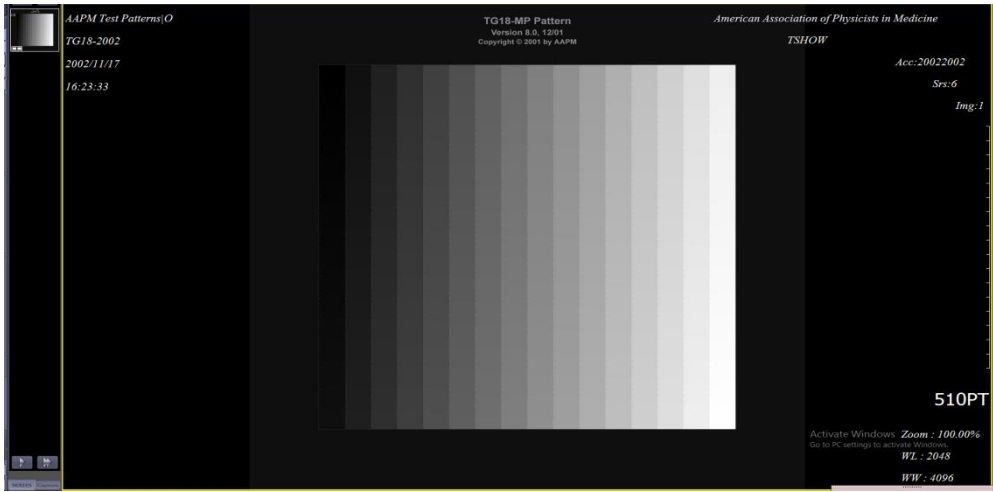 AAPM Test Patterns|O
TG18-2002
2002/11/17
16:23:33
TG18-MP Pattern
Version 8.0, 12/01
Copyright © 2001 by AAPM
American Association of Physicists in Medicine
TSHOW
Acc:20022002
Srs:6
Img:1
510PT
Activate Windows
Go to PC settings to activate Windows.
Zoom : 100.00%
WL : 2048
WW : 4096